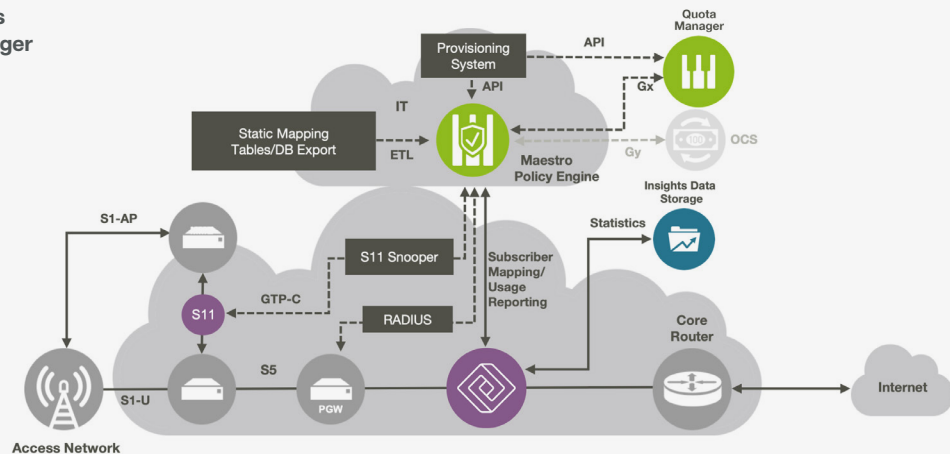 s
ger
Quota
Manager
Provisioning
System
API
API
Gx
IT
Static Mapping
Tables/DB Export
ETL
Maestro
Policy Engine
Gy
100
OCS
Insights Data
Storage
Statistics
S1-AP
S11 Snooper
Subscriber
Mapping/
Usage
Reporting
GTP-C
S11
RADIUS
Core
Router
S5
S1-U
PGW
Internet
Access Network